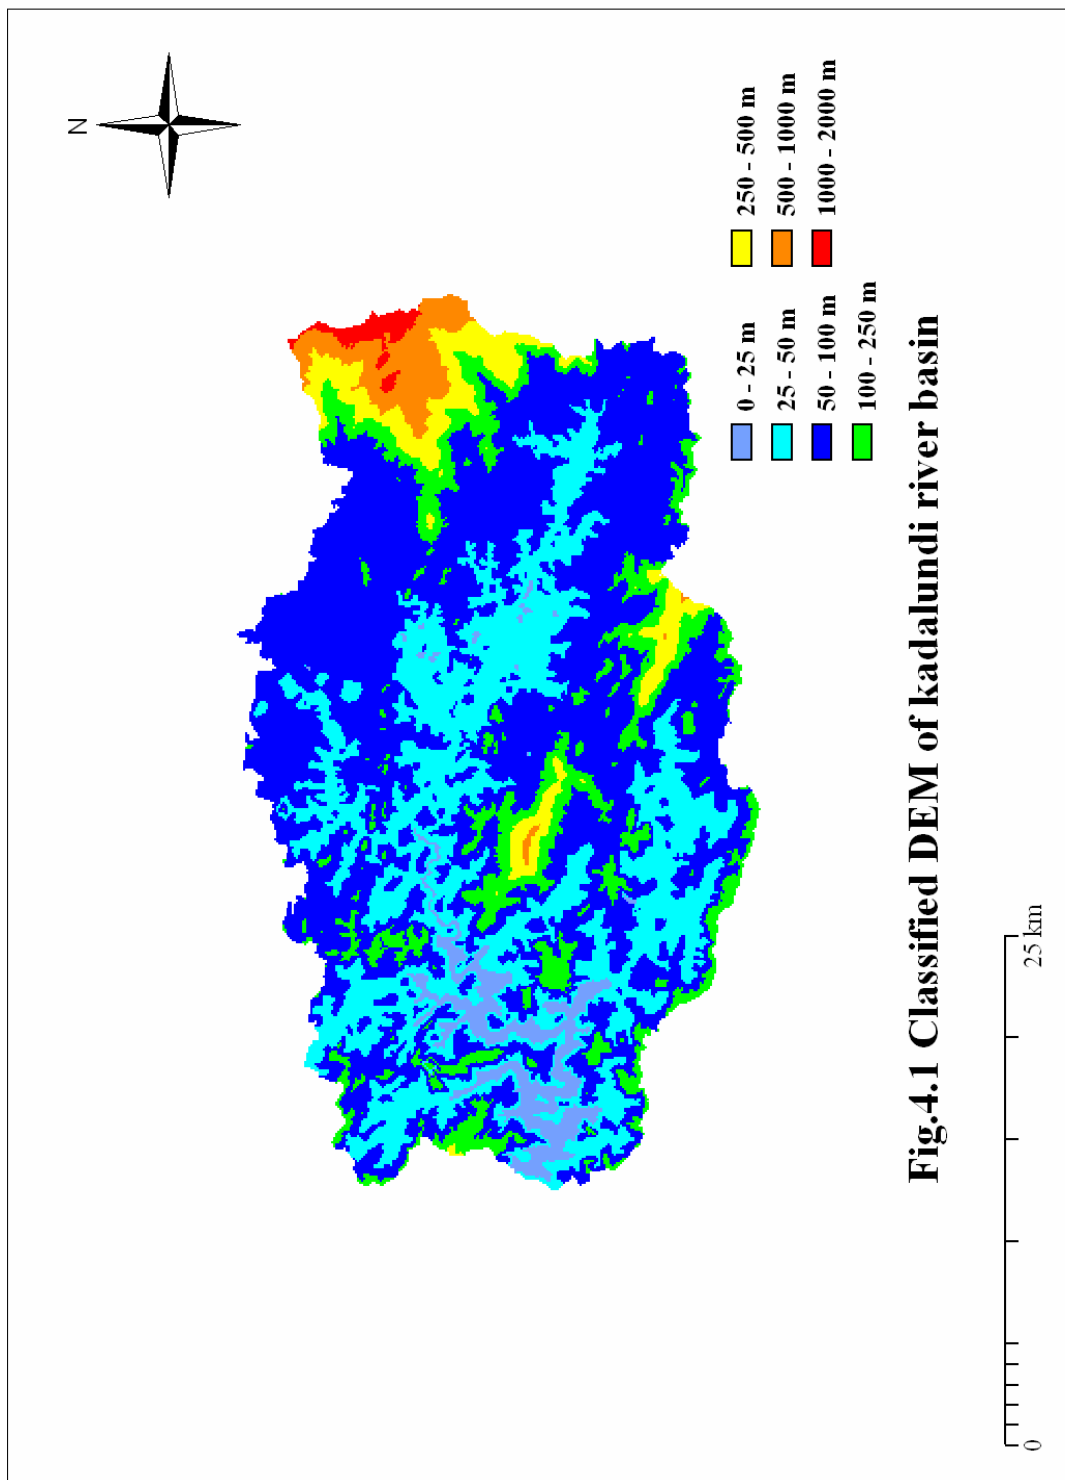 N
0 - 25 m
25 - 50 m
50 - 100 m
100 - 250 m
250 - 500 m
500 - 1000 m
1000 - 2000 m
Fig.4.1 Classified DEM of kadalundi river basin
0 25 km